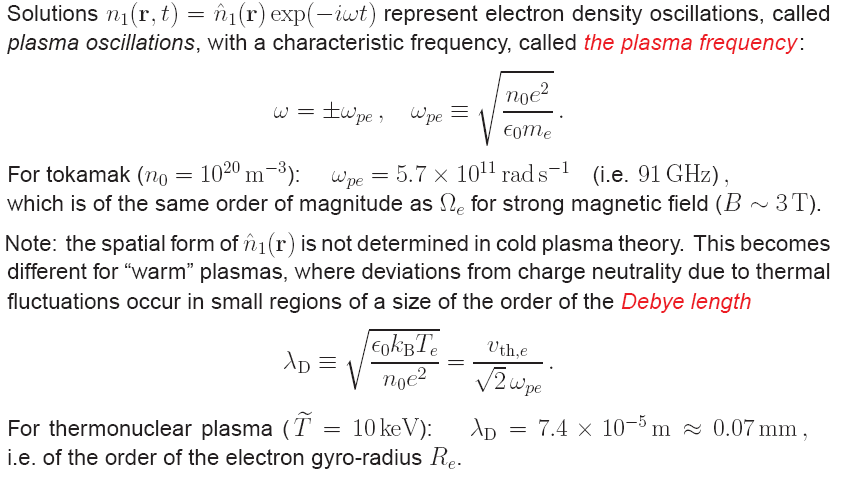 Solutions n̂₁(r, t) = n̂₁(r) exp(−iωt) represent electron density oscillations, called
plasma oscillations, with a characteristic frequency, called the plasma frequency:
ω = ±ω_pe , ω_pe ≡ √(n₀e²/ϵ₀mₑ) .
For tokamak (n₀ = 10²⁰ m⁻³): ω_pe = 5.7 × 10¹¹ rad s⁻¹ (i.e. 91 GHz) ,
which is of the same order of magnitude as Ωₑ for strong magnetic field (B ∼ 3 T).
Note: the spatial form of n̂₁(r) is not determined in cold plasma theory. This becomes
different for “warm” plasmas, where deviations from charge neutrality due to thermal
fluctuations occur in small regions of a size of the order of the Debye length
λ_D ≡ √(ϵ₀k_BTₑ/n₀e²) = v_th,e/(√2 ω_pe) .
For thermonuclear plasma (T̃ = 10 keV): λ_D = 7.4 × 10⁻⁵ m ≈ 0.07 mm ,
i.e. of the order of the electron gyro-radius Rₑ.